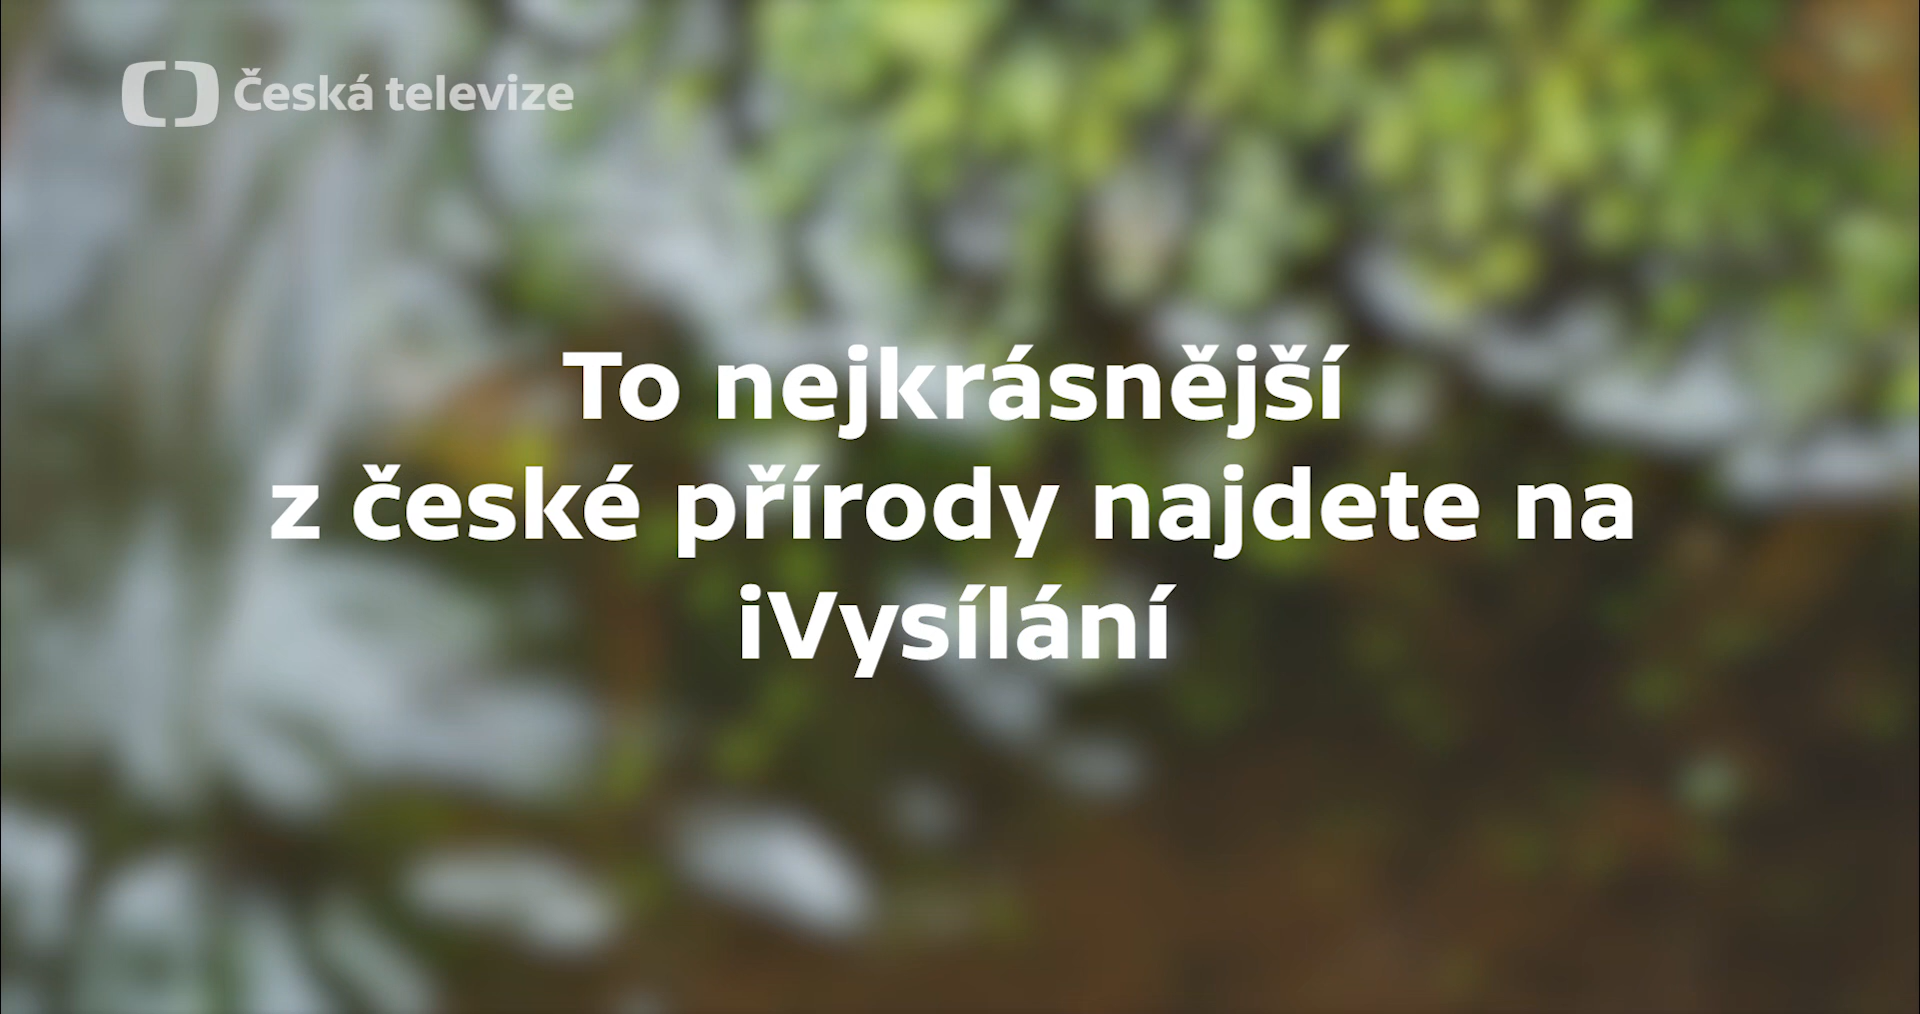 Česká televize
To nejkrásnější
z české přírody najdete na
iVysílání